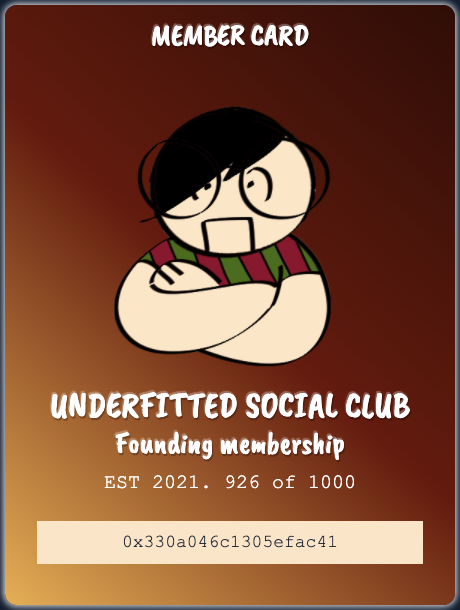 MEMBER CARD
UNDERFITTED SOCIAL CLUB
Founding membership
EST 2021. 926 of 1000
0x330a046c1305efac41